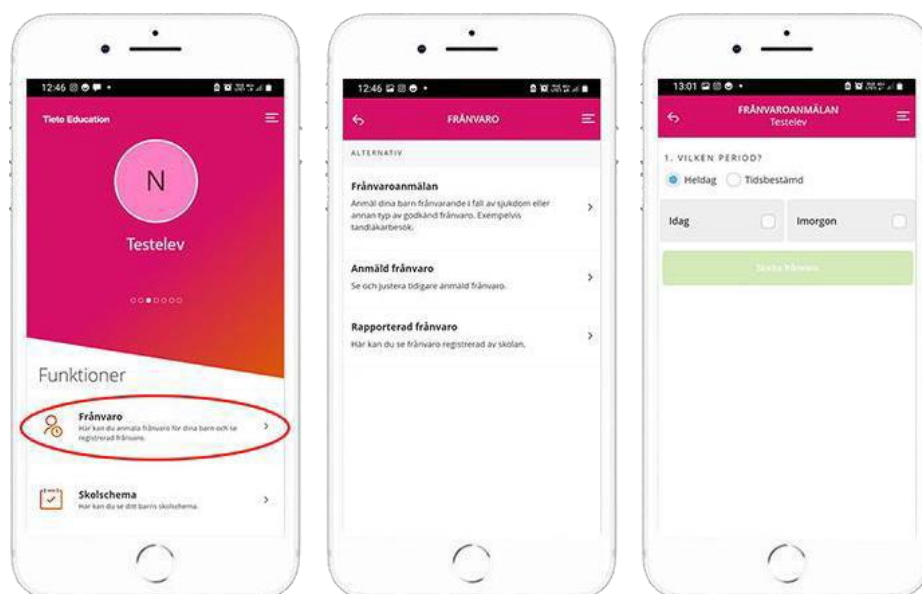 12:46
Tieto Education
N
Testelev
Funktioner
Frånvaro
Här kan du anmäla frånvaro för dina barn och se
registrerad frånvaro.
Skolschema
Här kan du se ditt barns skolschema.
12:46
FRÅNVARO
ALTERNATIV
Frånvaroanmälan
Anmäl dina barn frånvarande i fall av sjukdom eller
annan typ av godkänd frånvaro. Exempelvis
tandläkarbesök.
Anmäld frånvaro
Se och justera tidigare anmäld frånvaro.
Rapporterad frånvaro
Här kan du se frånvaro registrerad av skolan.
13:01
FRÅNVAROANMÄLAN
Testelev
1. VILKEN PERIOD?
Heldag Tidsbestämd
Idag Imorgon